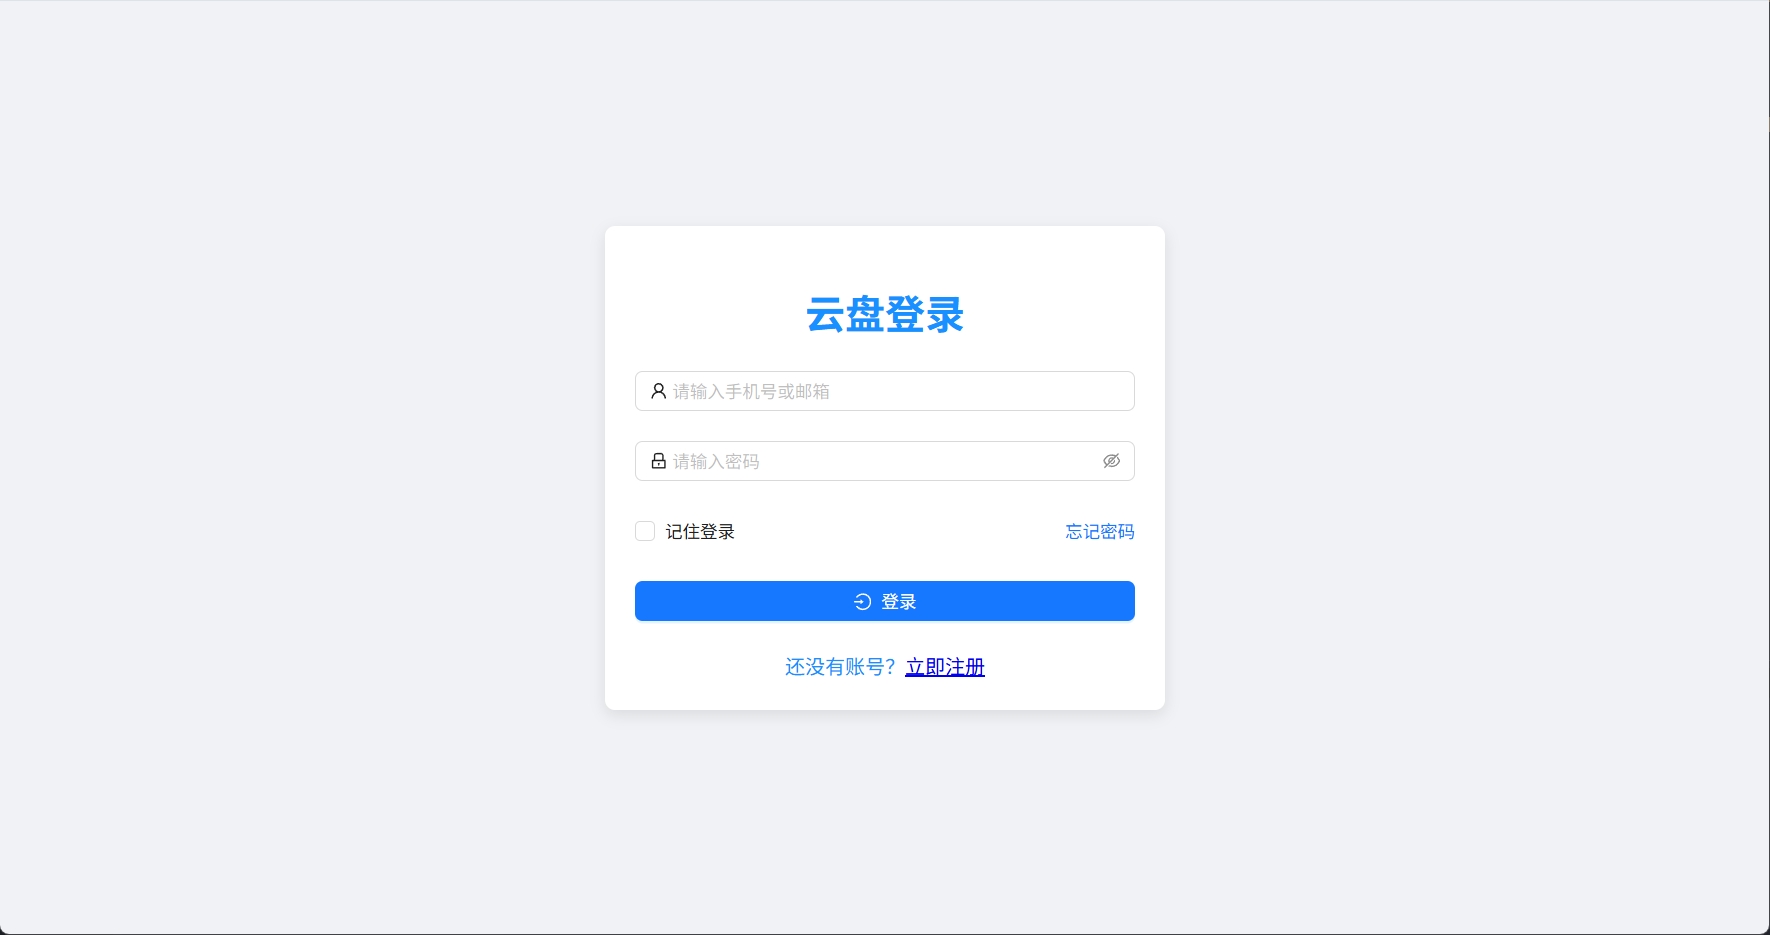 云盘登录
请输入手机号或邮箱
请输入密码
记住登录 忘记密码
登录
还没有账号？立即注册